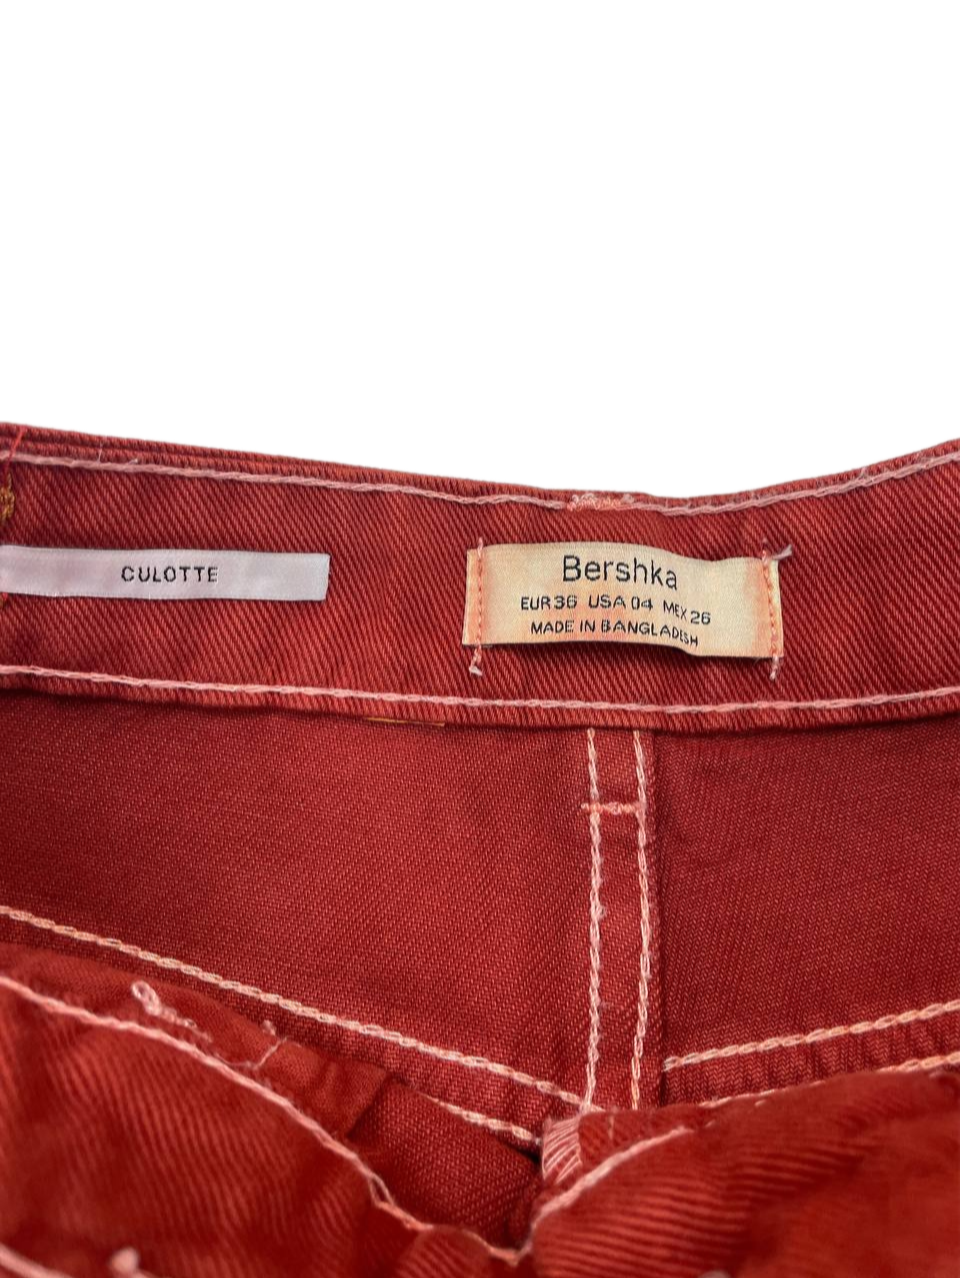 CULOTTE
Bershka
EUR 36 USA 04 MEX 26
MADE IN BANGLADESH